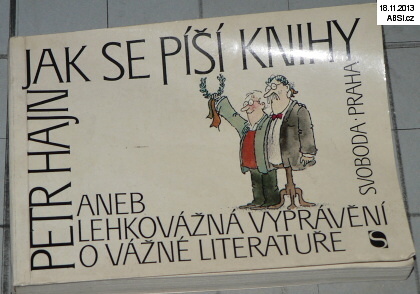 18.11.2013
ABSI.cz
JAK SE PÍŠÍ KNIHY
PETR HAJN
SVOBODA · PRAHA
ANEB
LEHKOVÁŽNÁ VYPRÁVĚNÍ
O VÁŽNÉ LITERATUŘE
S